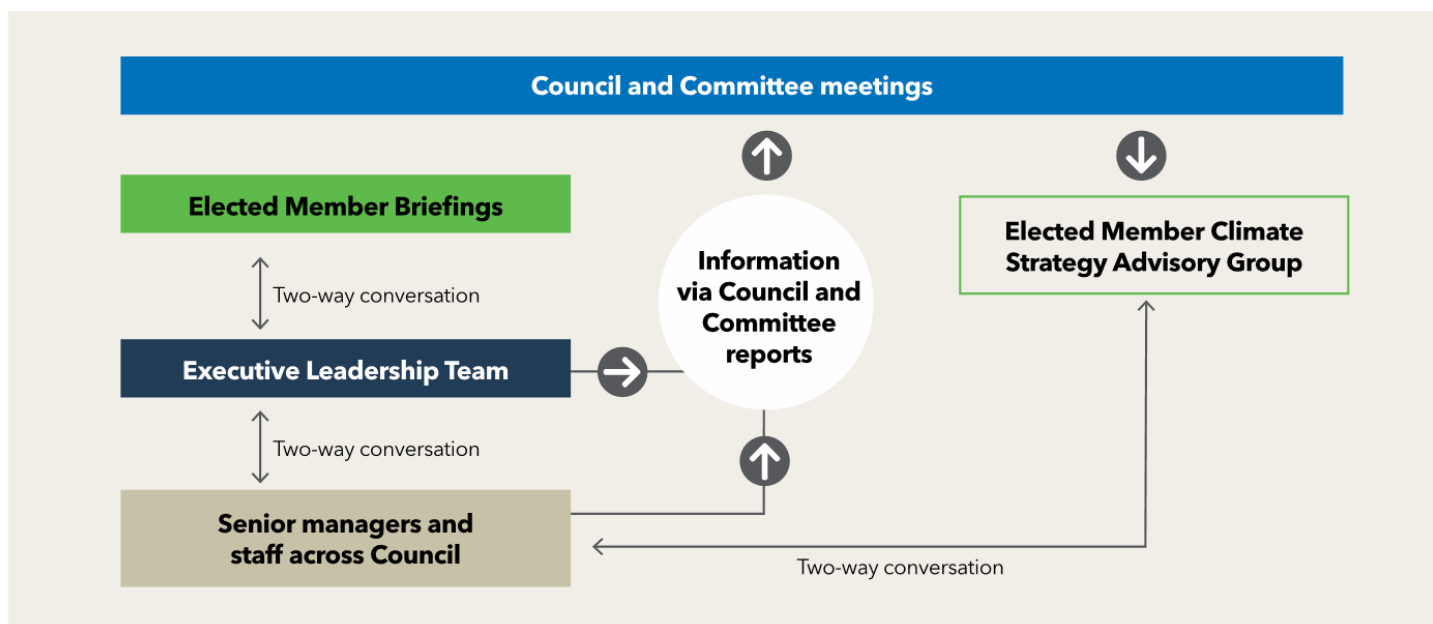 Council and Committee meetings
Elected Member Briefings
Two-way conversation
Executive Leadership Team
Two-way conversation
Senior managers and
staff across Council
Information
via Council and
Committee
reports
Elected Member Climate
Strategy Advisory Group
Two-way conversation